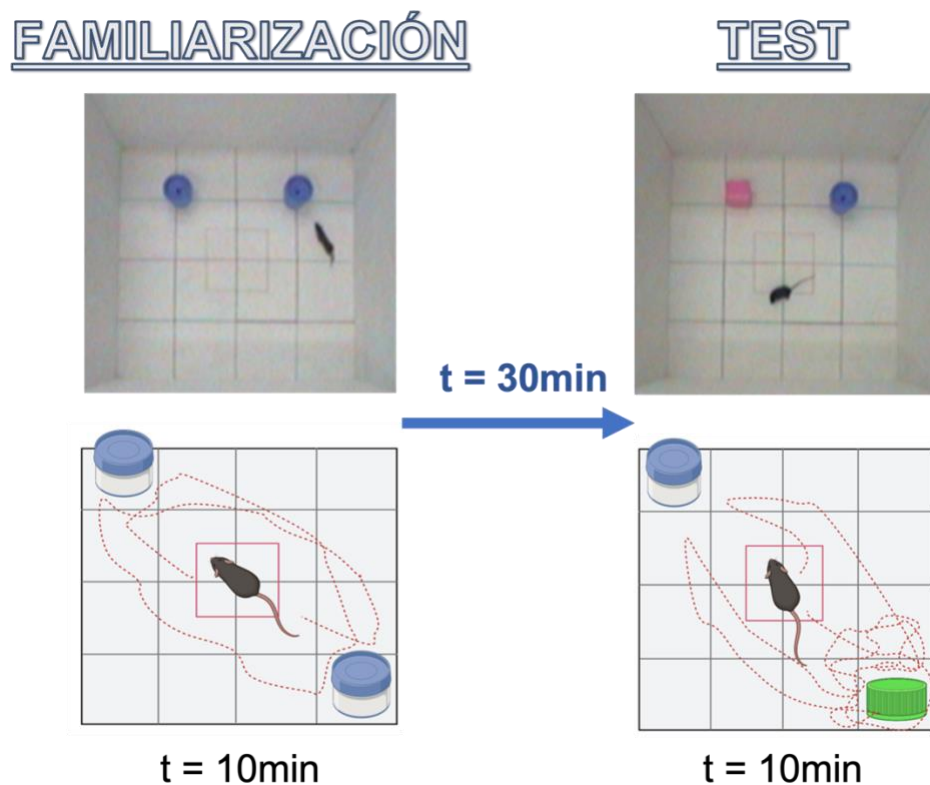 FAMILIARIZACIÓN
TEST
t = 30min
t = 10min
t = 10min